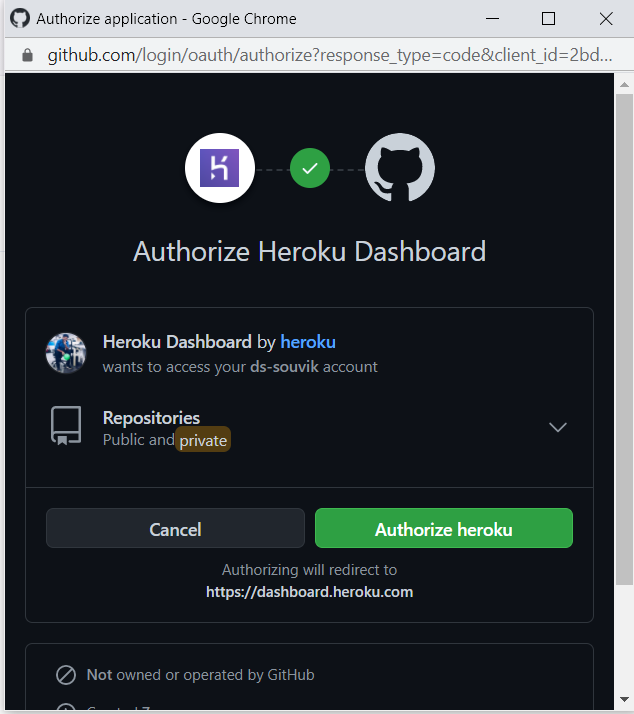 Authorize application - Google Chrome
github.com/login/oauth/authorize?response_type=code&client_id=2bd...
Authorize Heroku Dashboard
Heroku Dashboard by heroku
wants to access your ds-souvik account
Repositories
Public and private
Cancel
Authorize heroku
Authorizing will redirect to
https://dashboard.heroku.com
Not owned or operated by GitHub